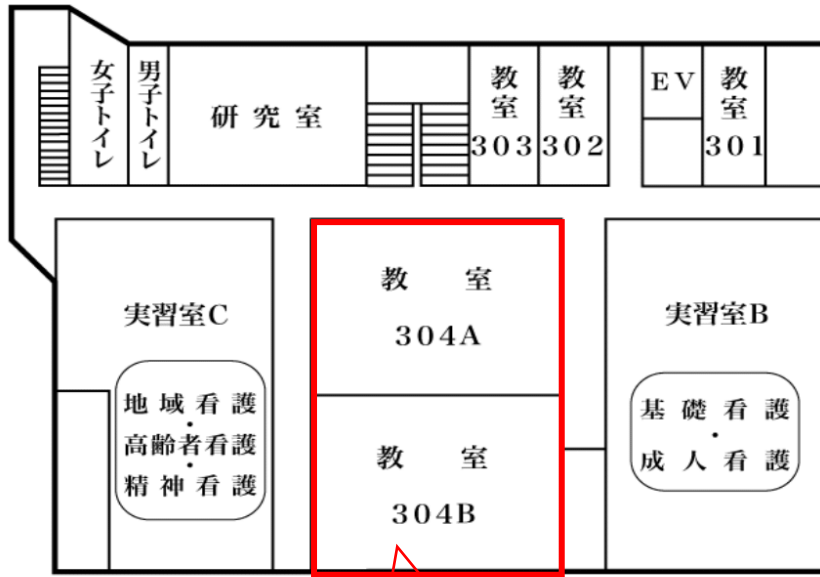 女子トイレ
男子トイレ
研究室
教室
303
教室
302
EV
教室
301
実習室C
地域看護
・
高齢者看護
・
精神看護
教室
304A
教室
304B
実習室B
基礎看護
・
成人看護